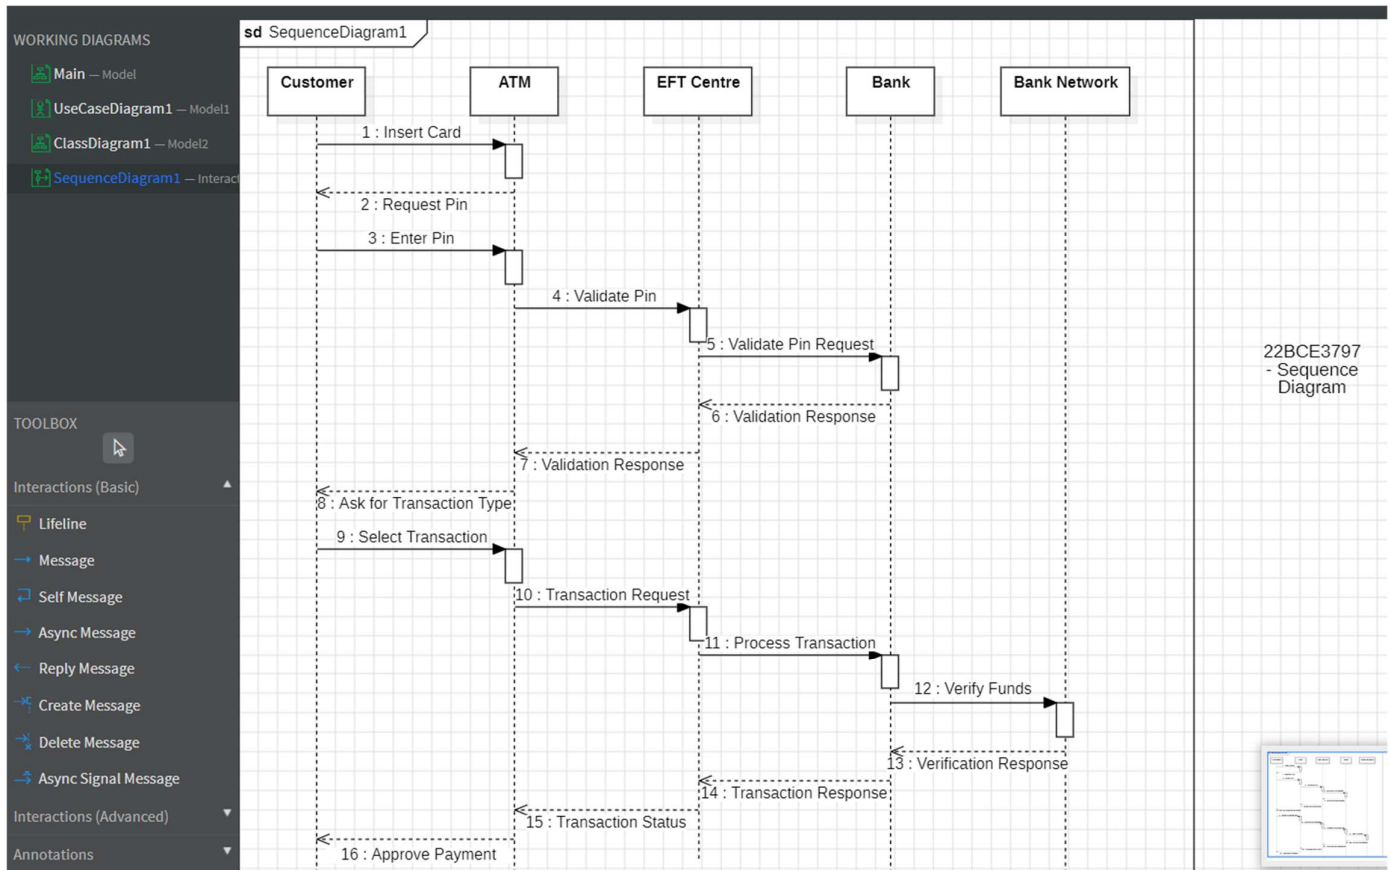 WORKING DIAGRAMS
Main — Model
UseCaseDiagram1 — Model1
ClassDiagram1 — Model2
SequenceDiagram1 — Interact
TOOLBOX
Interactions (Basic)
Lifeline
Message
Self Message
Async Message
Reply Message
Create Message
Delete Message
Async Signal Message
Interactions (Advanced)
Annotations
sd SequenceDiagram1
Customer
ATM
EFT Centre
Bank
Bank Network
1 : Insert Card
2 : Request Pin
3 : Enter Pin
4 : Validate Pin
5 : Validate Pin Request
6 : Validation Response
7 : Validation Response
8 : Ask for Transaction Type
9 : Select Transaction
10 : Transaction Request
11 : Process Transaction
12 : Verify Funds
13 : Verification Response
14 : Transaction Response
15 : Transaction Status
16 : Approve Payment
22BCE3797
- Sequence
Diagram